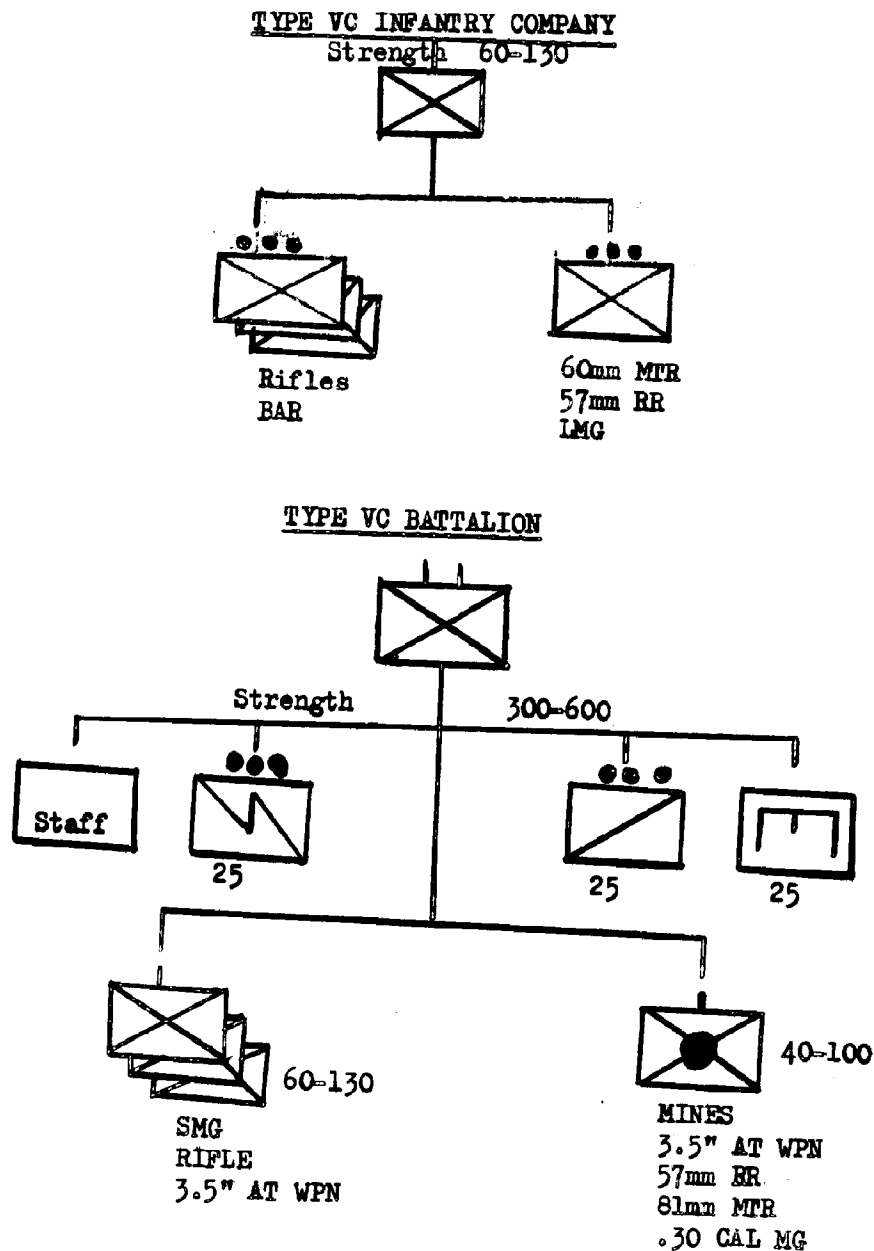 TYPE VC INFANTRY COMPANY
Strength 60-130
Rifles
BAR
60mm MTR
57mm RR
LMG
TYPE VC BATTALION
Strength 300-600
Staff
25
25
25
60-130
40-100
SMG
RIFLE
3.5" AT WPN
MINES
3.5" AT WPN
57mm RR
81mm MTR
.30 CAL MG